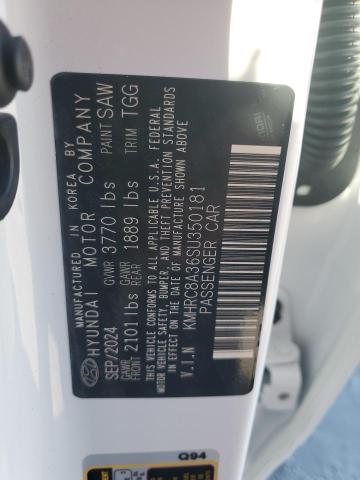 MANUFACTURED IN KOREA BY
HYUNDAI MOTOR COMPANY
SEP/2024 GVWR 3770 lbs PAINT SAW
GAWR FRONT 2101 lbs GAWR REAR 1889 lbs TRIM TGG
THIS VEHICLE CONFORMS TO ALL APPLICABLE U.S.A. FEDERAL
MOTOR VEHICLE SAFETY, BUMPER, AND THEFT PREVENTION STANDARDS
IN EFFECT ON THE DATE OF MANUFACTURE SHOWN ABOVE.
V.I.N KMHRC8A36SU350181
PASSENGER CAR
Q94